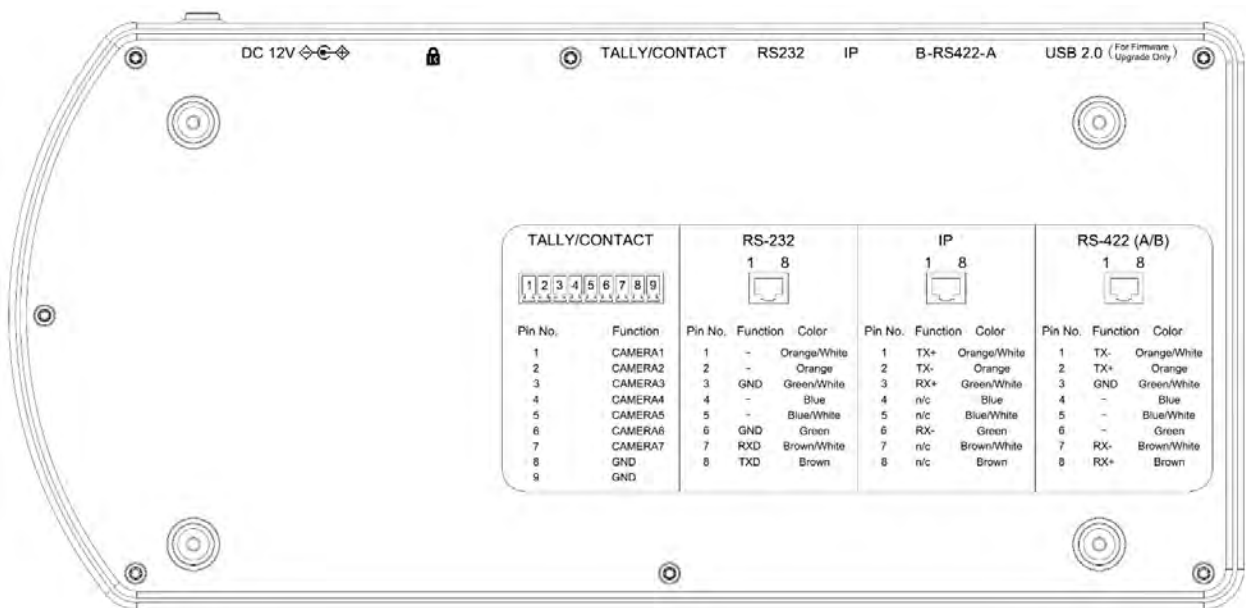 DC 12V TALLY/CONTACT RS232 IP B-RS422-A USB 2.0 (For Firmware Upgrade Only)
TALLY/CONTACT
1 2 3 4 5 6 7 8 9
Pin No. Function
1 CAMERA1
2 CAMERA2
3 CAMERA3
4 CAMERA4
5 CAMERA5
6 CAMERA6
7 CAMERA7
8 GND
9 GND
RS-232
1 8
Pin No. Function Color
1 - Orange/White
2 - Orange
3 GND Green/White
4 - Blue
5 - Blue/White
6 GND Green
7 RXD Brown/White
8 TXD Brown
IP
1 8
Pin No. Function Color
1 TX+ Orange/White
2 TX- Orange
3 RX+ Green/White
4 n/c Blue
5 n/c Blue/White
6 RX- Green
7 n/c Brown/White
8 n/c Brown
RS-422 (A/B)
1 8
Pin No. Function Color
1 TX- Orange/White
2 TX+ Orange
3 GND Green/White
4 - Blue
5 - Blue/White
6 - Green
7 RX- Brown/White
8 RX+ Brown